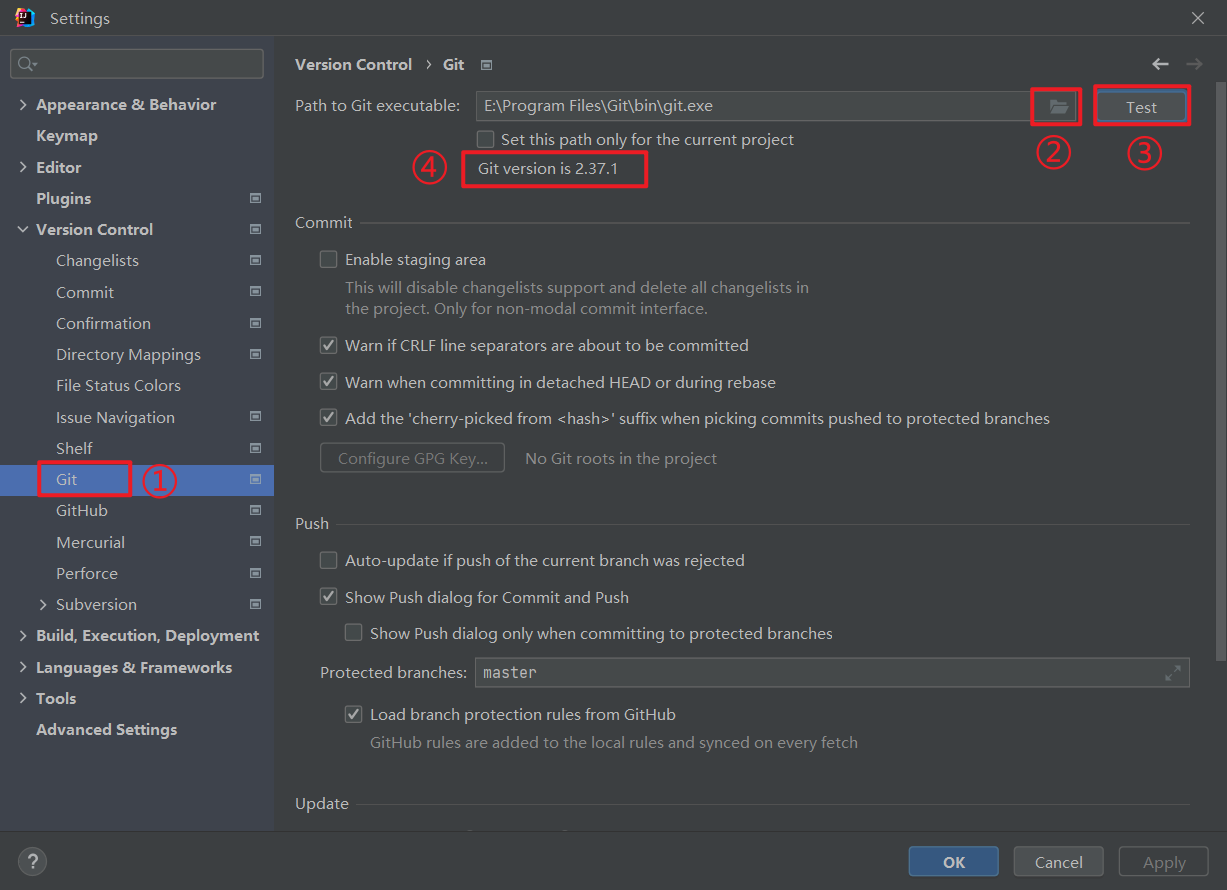 Settings
Version Control › Git
Appearance & Behavior
Keymap
Editor
Plugins
Version Control
Changelists
Commit
Confirmation
Directory Mappings
File Status Colors
Issue Navigation
Shelf
Git ①
GitHub
Mercurial
Perforce
Subversion
Build, Execution, Deployment
Languages & Frameworks
Tools
Advanced Settings
Path to Git executable: E:\Program Files\Git\bin\git.exe Test
② ③
Set this path only for the current project
④ Git version is 2.37.1
Commit
Enable staging area
This will disable changelists support and delete all changelists in
the project. Only for non-modal commit interface.
Warn if CRLF line separators are about to be committed
Warn when committing in detached HEAD or during rebase
Add the 'cherry-picked from <hash>' suffix when picking commits pushed to protected branches
Configure GPG Key... No Git roots in the project
Push
Auto-update if push of the current branch was rejected
Show Push dialog for Commit and Push
Show Push dialog only when committing to protected branches
Protected branches: master
Load branch protection rules from GitHub
GitHub rules are added to the local rules and synced on every fetch
Update
? OK Cancel Apply